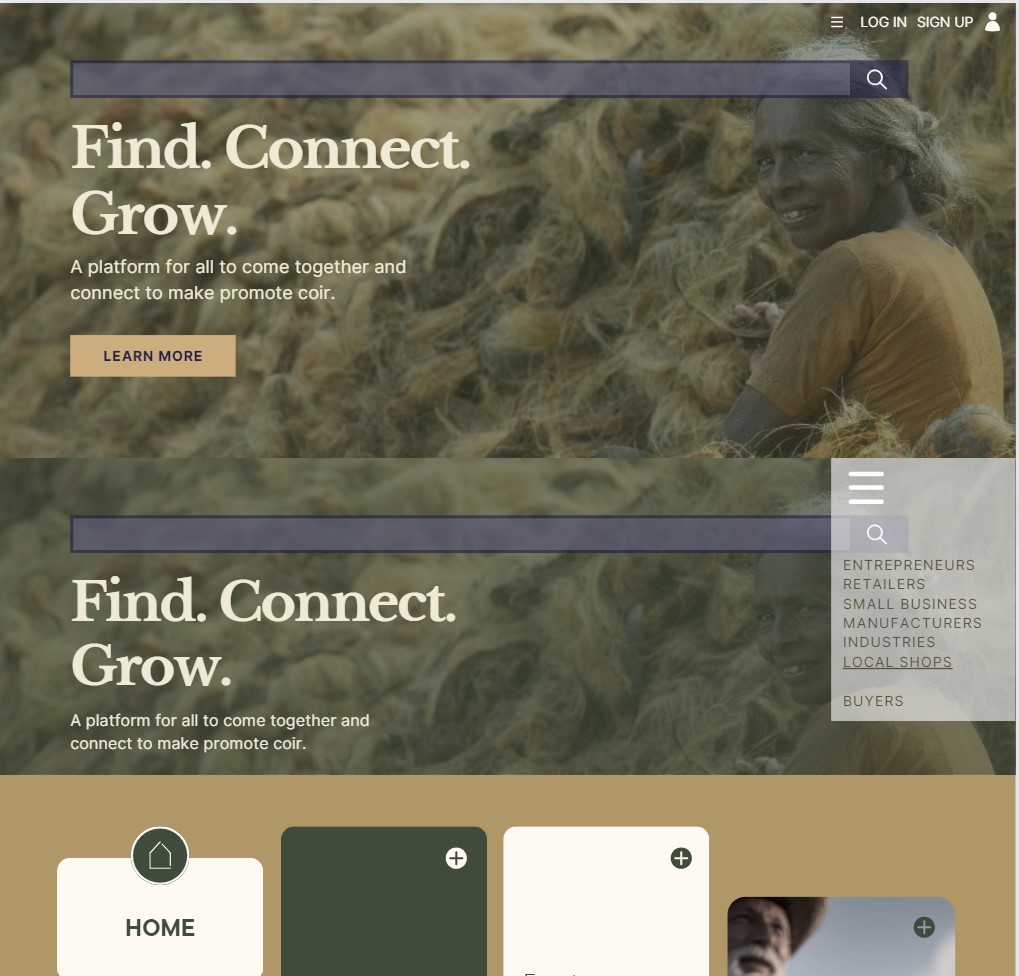 LOG IN SIGN UP
Find. Connect.
Grow.
A platform for all to come together and
connect to make promote coir.
LEARN MORE
Find. Connect.
Grow.
A platform for all to come together and
connect to make promote coir.
ENTREPRENEURS
RETAILERS
SMALL BUSINESS
MANUFACTURERS
INDUSTRIES
LOCAL SHOPS
BUYERS
HOME